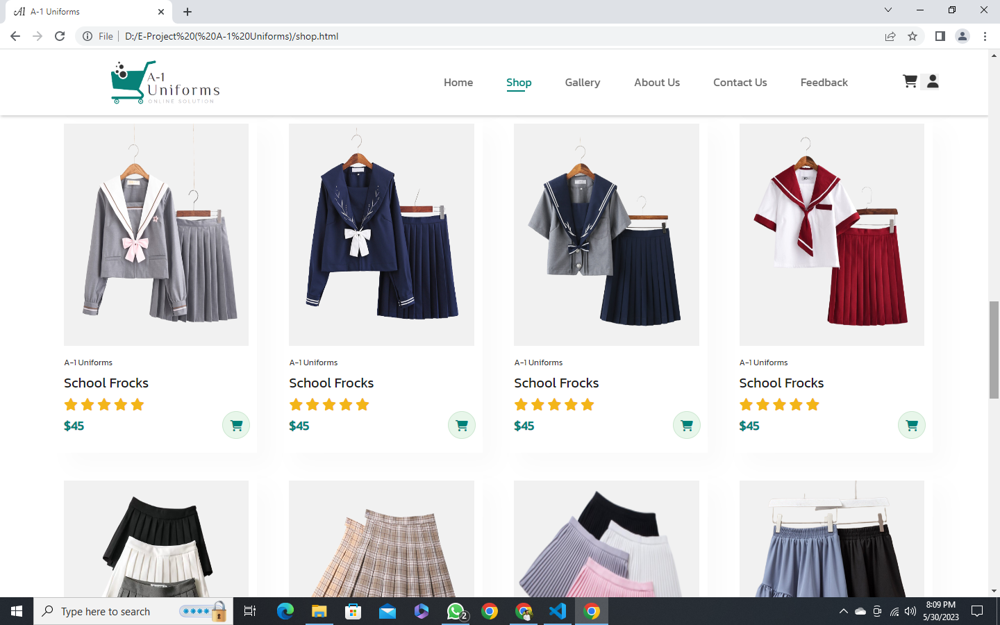 A1 A-1 Uniforms
File D:/E-Project%20(%20A-1%20Uniforms)/shop.html
A-1
Uniforms
ONLINE SOLUTION
Home Shop Gallery About Us Contact Us Feedback
A-1 Uniforms A-1 Uniforms A-1 Uniforms A-1 Uniforms
School Frocks School Frocks School Frocks School Frocks
$45 $45 $45 $45
Type here to search
2
8:09 PM
5/30/2023